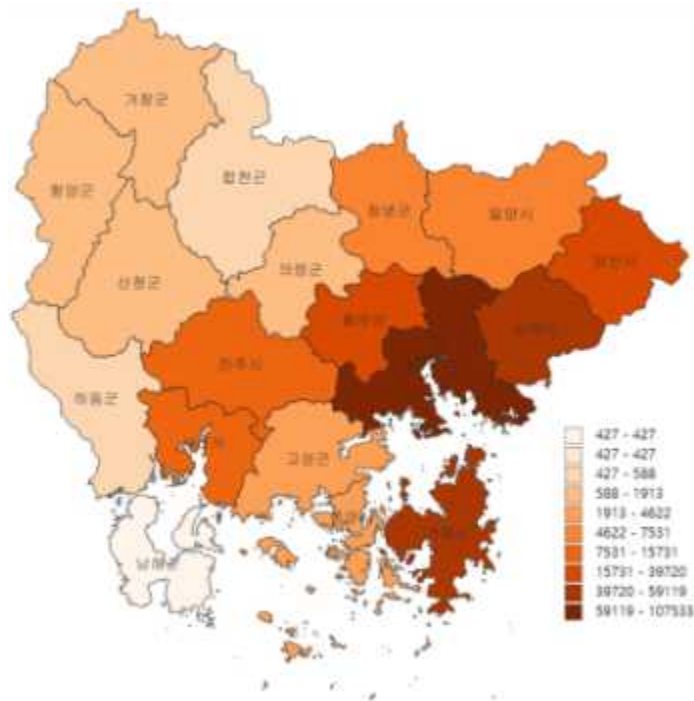 거창군
합천군
함양군
창녕군
밀양시
산청군
의령군
양산시
함안군
김해시
진주시
하동군
고성군
남해군
427 - 427
427 - 427
427 - 588
588 - 1913
1913 - 4622
4622 - 7531
7531 - 15731
15731 - 39720
39720 - 59119
59119 - 107533